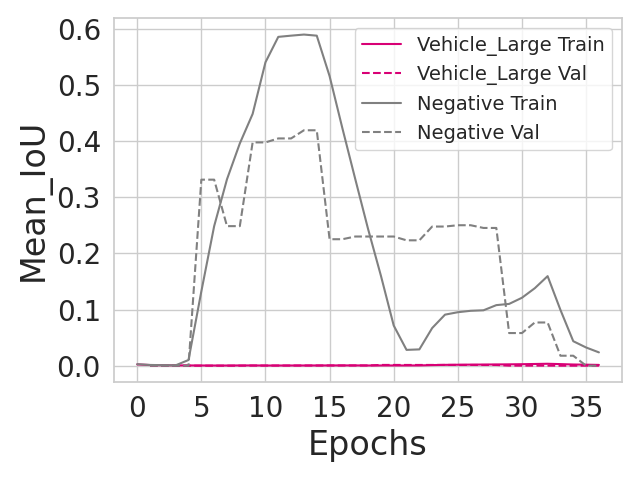 Mean_IoU
0.6
0.5
0.4
0.3
0.2
0.1
0.0
Vehicle_Large Train
Vehicle_Large Val
Negative Train
Negative Val
0 5 10 15 20 25 30 35
Epochs